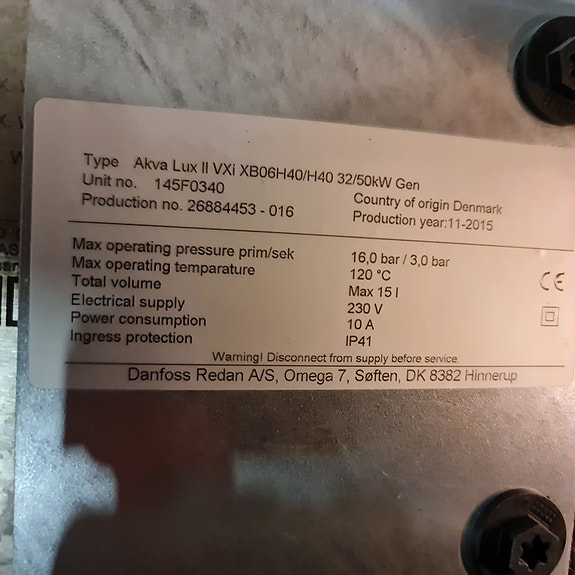 Type Akva Lux II VXi XB06H40/H40 32/50kW Gen
Unit no. 145F0340 Country of origin Denmark
Production no. 26884453 - 016 Production year:11-2015
Max operating pressure prim/sek 16,0 bar / 3,0 bar
Max operating temparature 120 °C
Total volume Max 15 l
Electrical supply 230 V
Power consumption 10 A
Ingress protection IP41
CE
Warning! Disconnect from supply before service.
Danfoss Redan A/S, Omega 7, Søften, DK 8382 Hinnerup